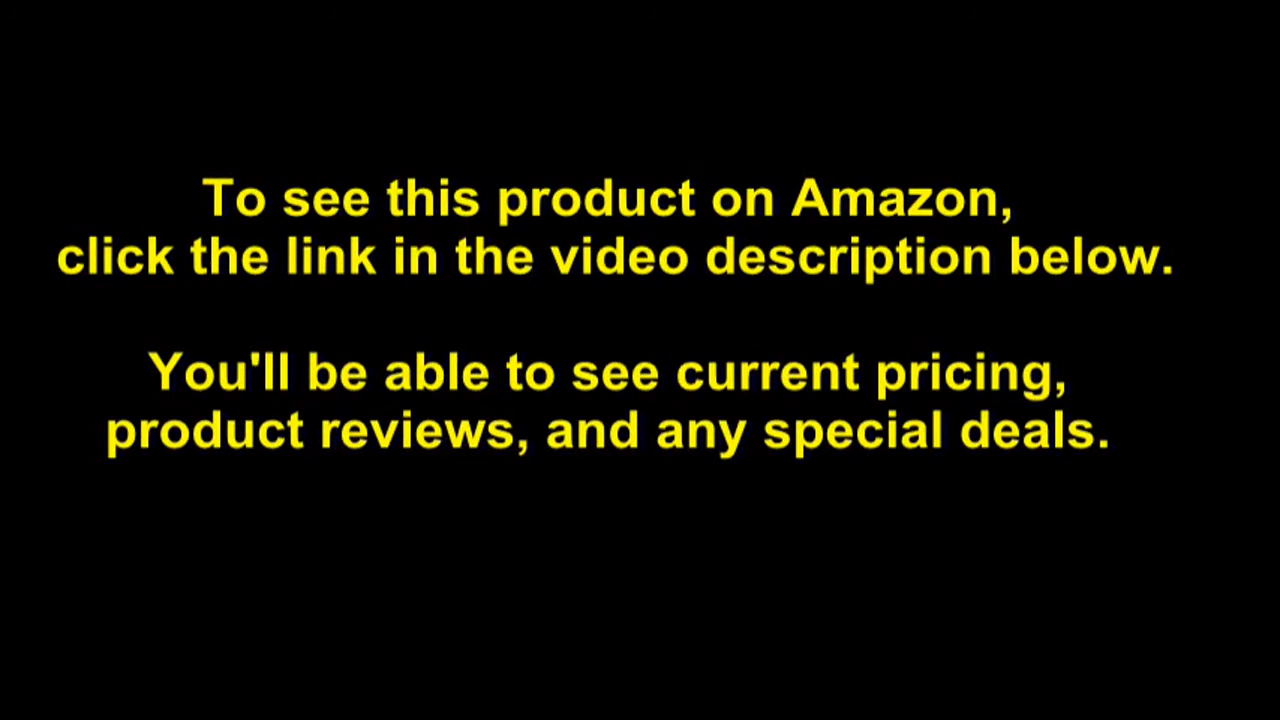 To see this product on Amazon,
click the link in the video description below.
You'll be able to see current pricing,
product reviews, and any special deals.